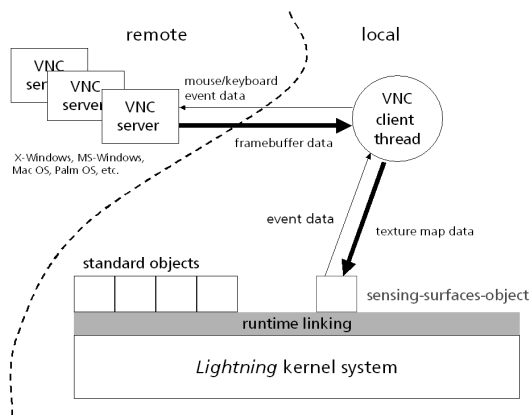 remote
local
VNC
ser
VNC
serv
VNC
server
mouse/keyboard
event data
VNC
client
thread
framebuffer data
X-Windows, MS-Windows,
Mac OS, Palm OS, etc.
event data
texture map data
standard objects
sensing-surfaces-object
runtime linking
Lightning kernel system